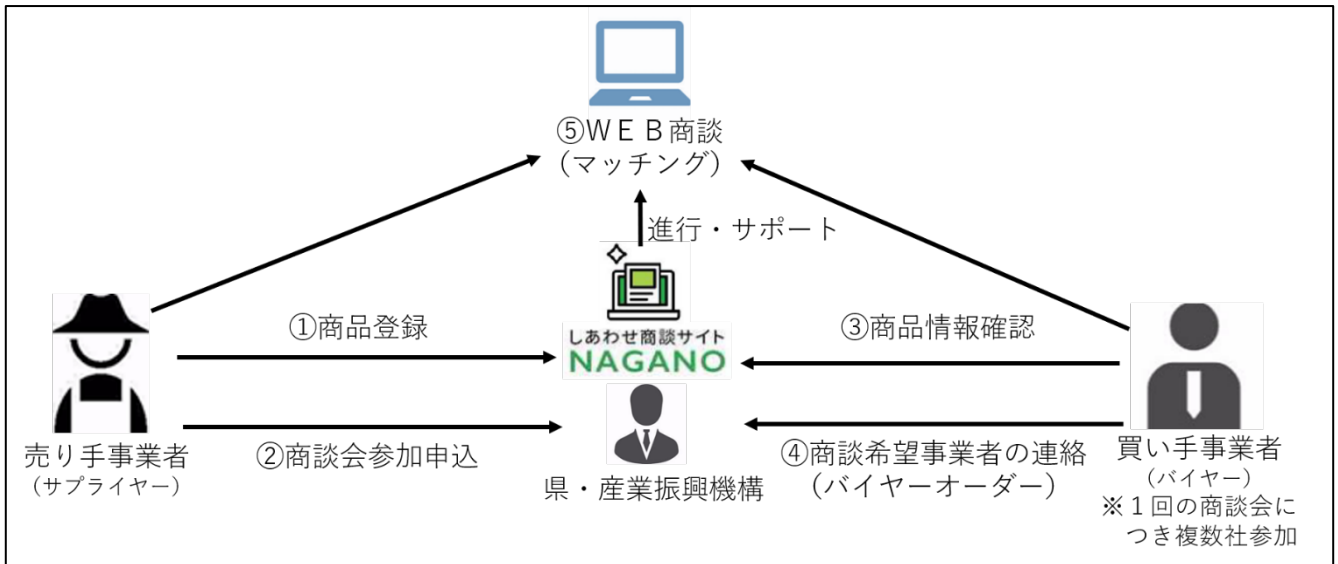 ⑤ＷＥＢ商談
（マッチング）
進行・サポート
①商品登録
しあわせ商談サイト
NAGANO
③商品情報確認
売り手事業者
（サプライヤー）
②商談会参加申込
県・産業振興機構
④商談希望事業者の連絡
（バイヤーオーダー）
買い手事業者
（バイヤー）
※１回の商談会に
つき複数社参加